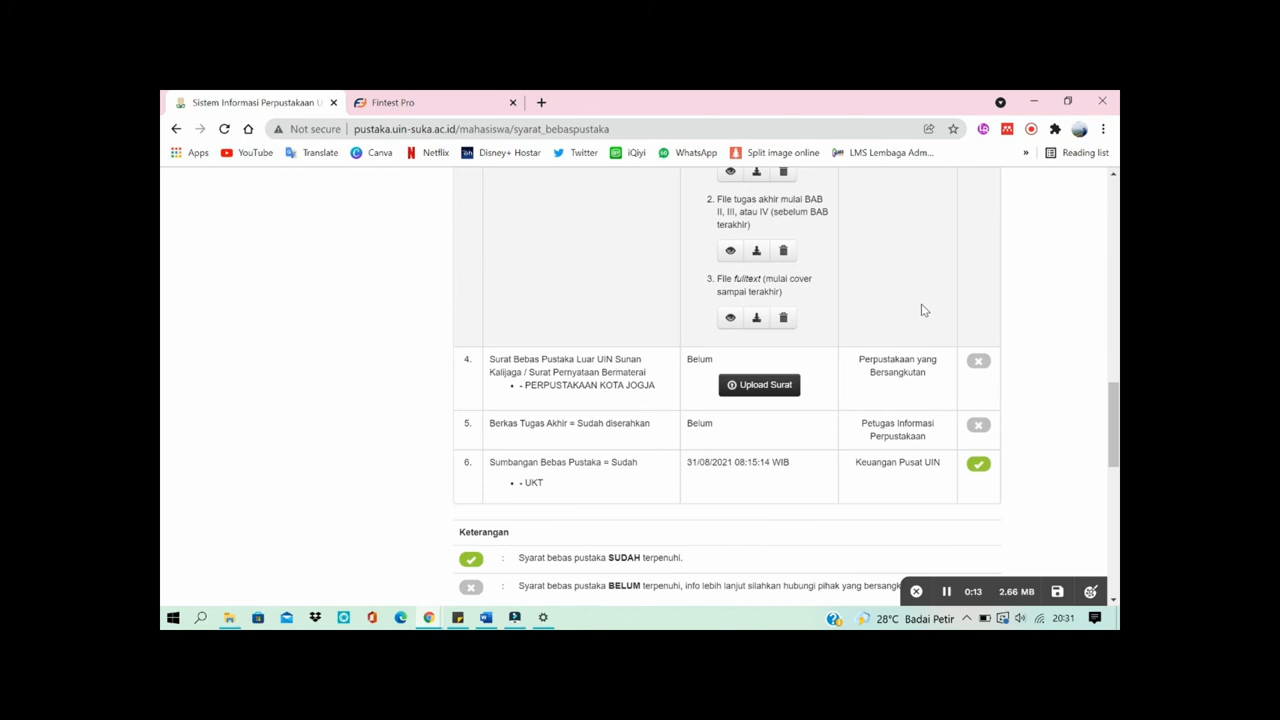 Sistem Informasi Perpustakaan U
Fintest Pro
Not secure
pustaka.uin-suka.ac.id/mahasiswa/syarat_bebaspustaka
Apps
YouTube
Translate
Canva
Netflix
Disney+ Hostar
Twitter
iQiyi
WhatsApp
Split image online
LMS Lembaga Adm...
»
Reading list
2. File tugas akhir mulai BAB
II, III, atau IV (sebelum BAB
terakhir)
3. File fulltext (mulai cover
sampai terakhir)
4.
Surat Bebas Pustaka Luar UIN Sunan
Kalijaga / Surat Pernyataan Bermaterai
• - PERPUSTAKAAN KOTA JOGJA
Belum
Upload Surat
Perpustakaan yang
Bersangkutan
5.
Berkas Tugas Akhir = Sudah diserahkan
Belum
Petugas Informasi
Perpustakaan
6.
Sumbangan Bebas Pustaka = Sudah
• - UKT
31/08/2021 08:15:14 WIB
Keuangan Pusat UIN
Keterangan
: Syarat bebas pustaka SUDAH terpenuhi.
: Syarat bebas pustaka BELUM terpenuhi, info lebih lanjut silahkan hubungi pihak yang bersang
0:13
2.66 MB
28°C Badai Petir
20:31